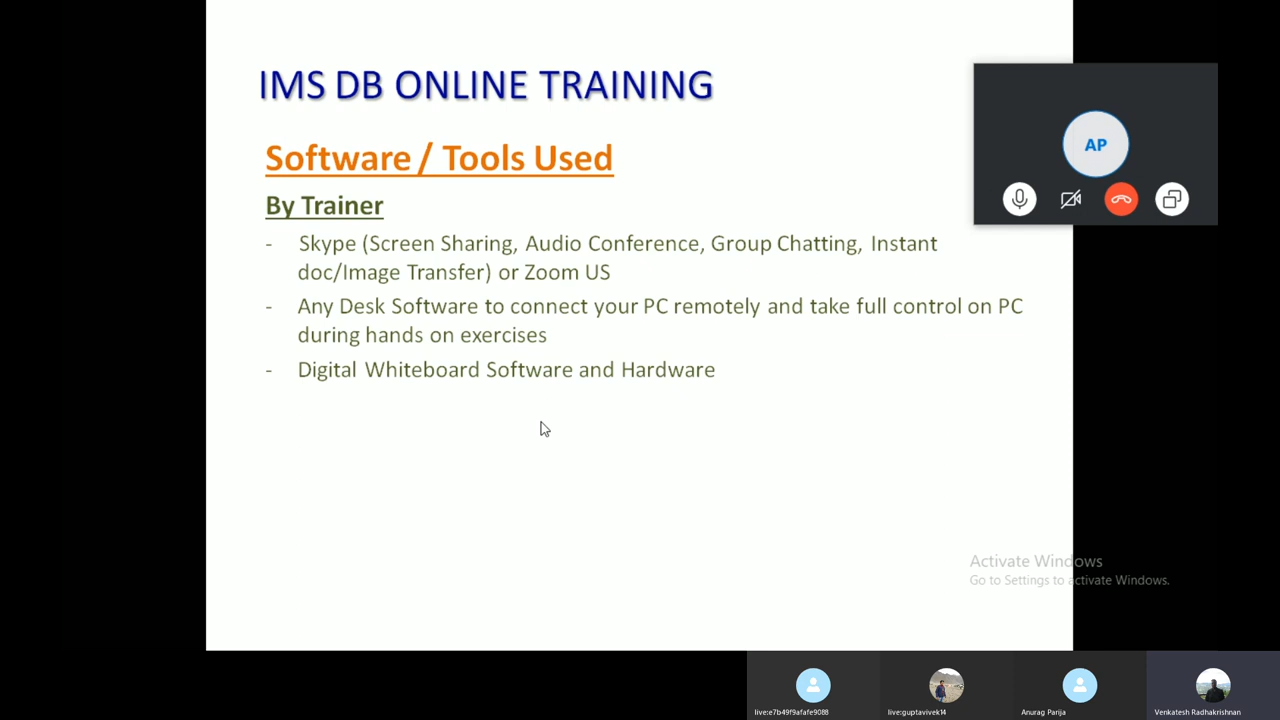 IMS DB ONLINE TRAINING
Software / Tools Used
By Trainer
- Skype (Screen Sharing, Audio Conference, Group Chatting, Instant
doc/Image Transfer) or Zoom US
- Any Desk Software to connect your PC remotely and take full control on PC
during hands on exercises
- Digital Whiteboard Software and Hardware
AP
Activate Windows
Go to Settings to activate Windows.
live:e7b49f9afafe9088
live:guptavivek14
Anurag Parija
Venkatesh Radhakrishnan